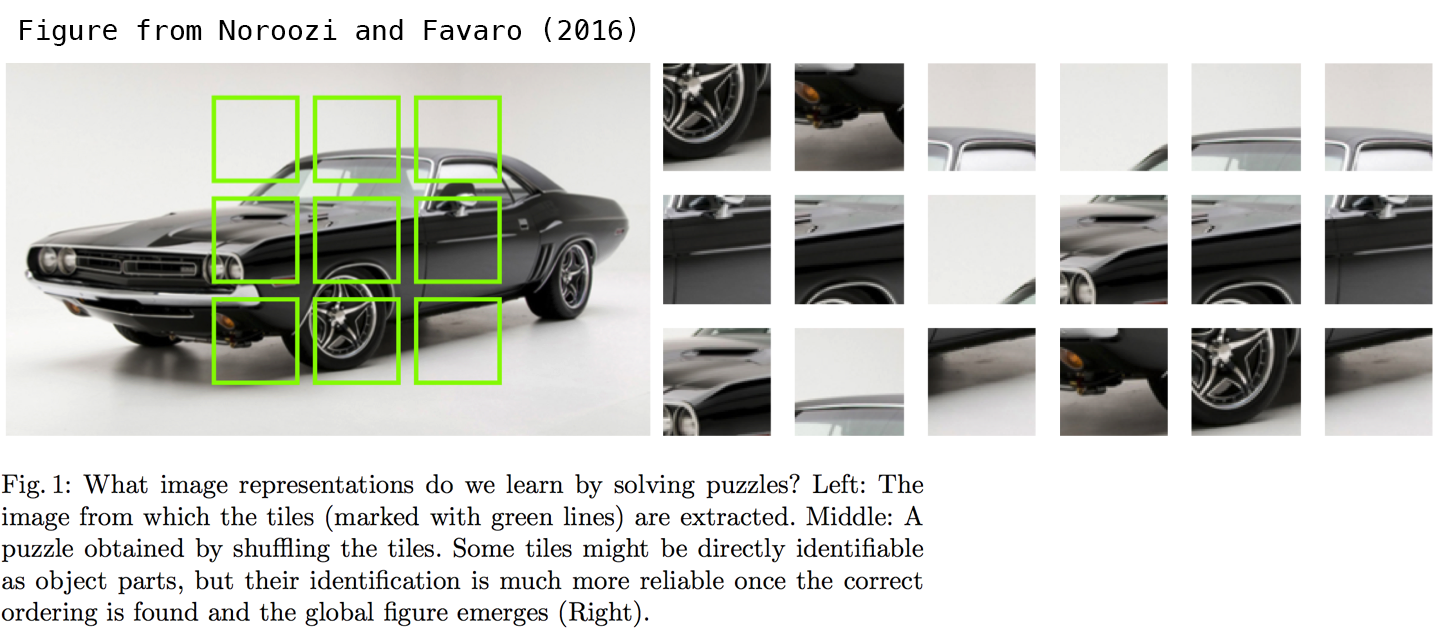 Figure from Noroozi and Favaro (2016)
Fig. 1: What image representations do we learn by solving puzzles? Left: The
image from which the tiles (marked with green lines) are extracted. Middle: A
puzzle obtained by shuffling the tiles. Some tiles might be directly identifiable
as object parts, but their identification is much more reliable once the correct
ordering is found and the global figure emerges (Right).